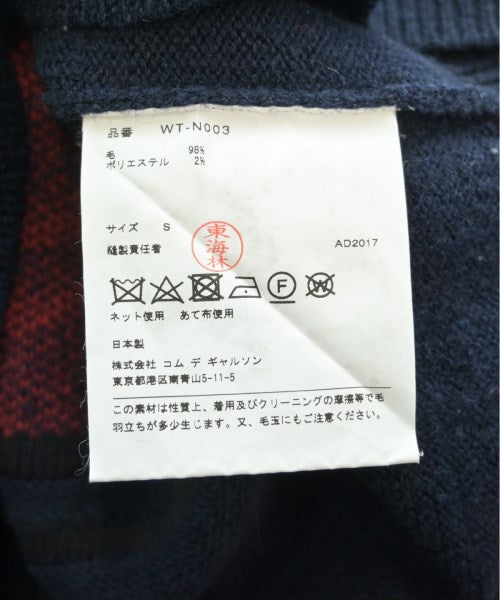 品番 WT-N003
毛 98%
ポリエステル 2%
サイズ S
縫製責任者 東海林 AD2017
F W
ネット使用 あて布使用
日本製
株式会社 コム デ ギャルソン
東京都港区南青山5-11-5
この素材は性質上、着用及びクリーニングの摩擦等で毛
羽立ちが多少生じます。又、毛玉にもご注意ください。